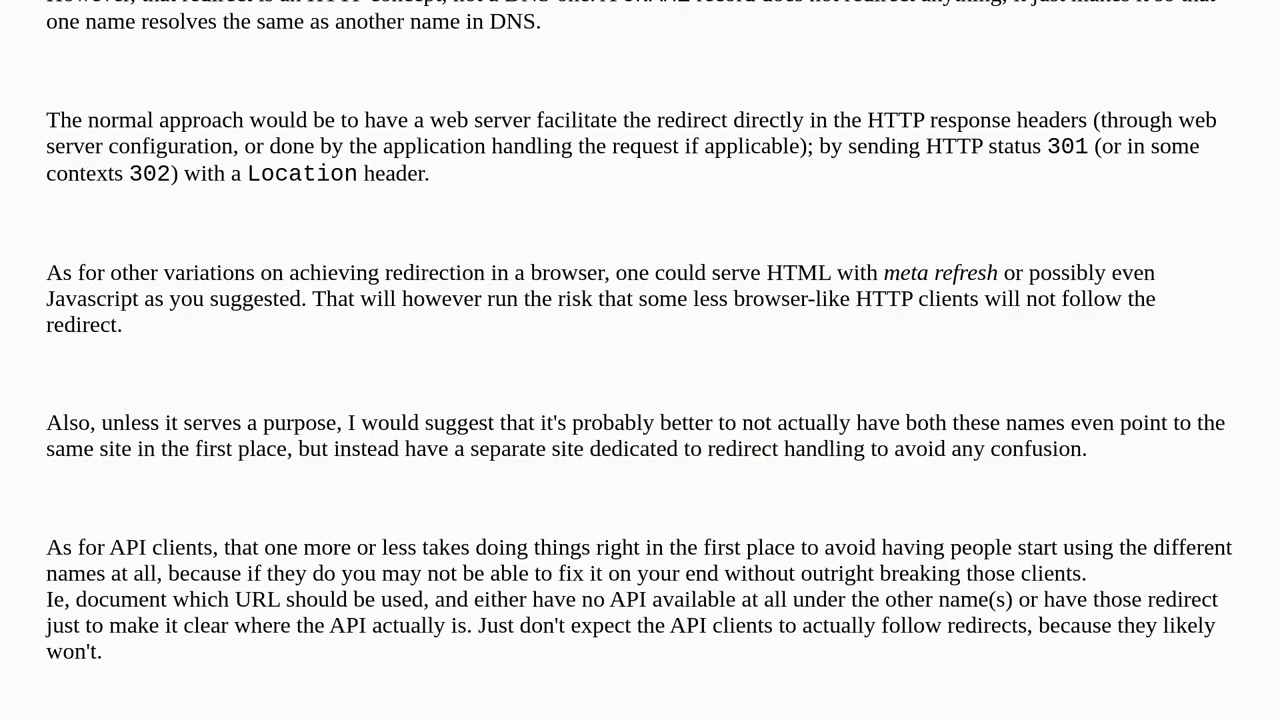 one name resolves the same as another name in DNS.
The normal approach would be to have a web server facilitate the redirect directly in the HTTP response headers (through web
server configuration, or done by the application handling the request if applicable); by sending HTTP status 301 (or in some
contexts 302) with a Location header.
As for other variations on achieving redirection in a browser, one could serve HTML with meta refresh or possibly even
Javascript as you suggested. That will however run the risk that some less browser-like HTTP clients will not follow the
redirect.
Also, unless it serves a purpose, I would suggest that it's probably better to not actually have both these names even point to the
same site in the first place, but instead have a separate site dedicated to redirect handling to avoid any confusion.
As for API clients, that one more or less takes doing things right in the first place to avoid having people start using the different
names at all, because if they do you may not be able to fix it on your end without outright breaking those clients.
Ie, document which URL should be used, and either have no API available at all under the other name(s) or have those redirect
just to make it clear where the API actually is. Just don't expect the API clients to actually follow redirects, because they likely
won't.